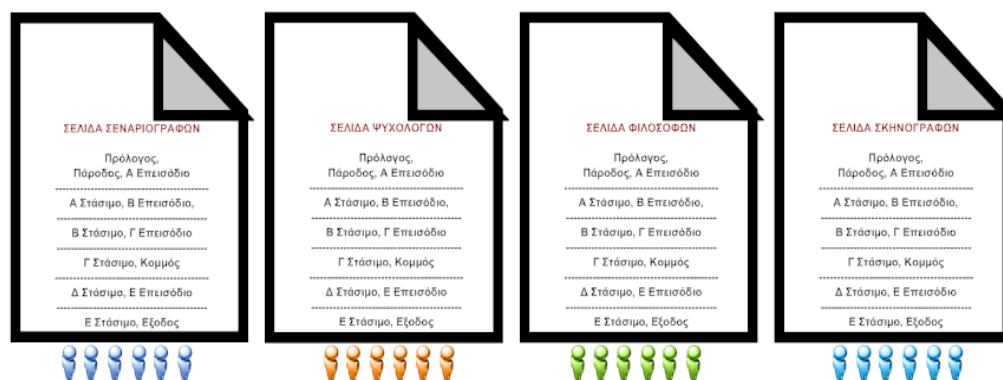 ΣΕΛΙΔΑ ΣΕΝΑΡΙΟΓΡΑΦΩΝ
Πρόλογος,
Πάροδος, Α Επεισόδιο
Α Στάσιμο, Β Επεισόδιο,
Β Στάσιμο, Γ Επεισόδιο
Γ Στάσιμο, Κομμός
Δ Στάσιμο, Ε Επεισόδιο
Ε Στάσιμο, Εξοδος
ΣΕΛΙΔΑ ΨΥΧΟΛΟΓΩΝ
Πρόλογος,
Πάροδος, Α Επεισόδιο
Α Στάσιμο, Β Επεισόδιο,
Β Στάσιμο, Γ Επεισόδιο
Γ Στάσιμο, Κομμός
Δ Στάσιμο, Ε Επεισόδιο
Ε Στάσιμο, Εξοδος
ΣΕΛΙΔΑ ΦΙΛΟΣΟΦΩΝ
Πρόλογος,
Πάροδος, Α Επεισόδιο
Α Στάσιμο, Β Επεισόδιο,
Β Στάσιμο, Γ Επεισόδιο
Γ Στάσιμο, Κομμός
Δ Στάσιμο, Ε Επεισόδιο
Ε Στάσιμο, Εξοδος
ΣΕΛΙΔΑ ΣΚΗΝΟΓΡΑΦΩΝ
Πρόλογος,
Πάροδος, Α Επεισόδιο
Α Στάσιμο, Β Επεισόδιο,
Β Στάσιμο, Γ Επεισόδιο
Γ Στάσιμο, Κομμός
Δ Στάσιμο, Ε Επεισόδιο
Ε Στάσιμο, Εξοδος